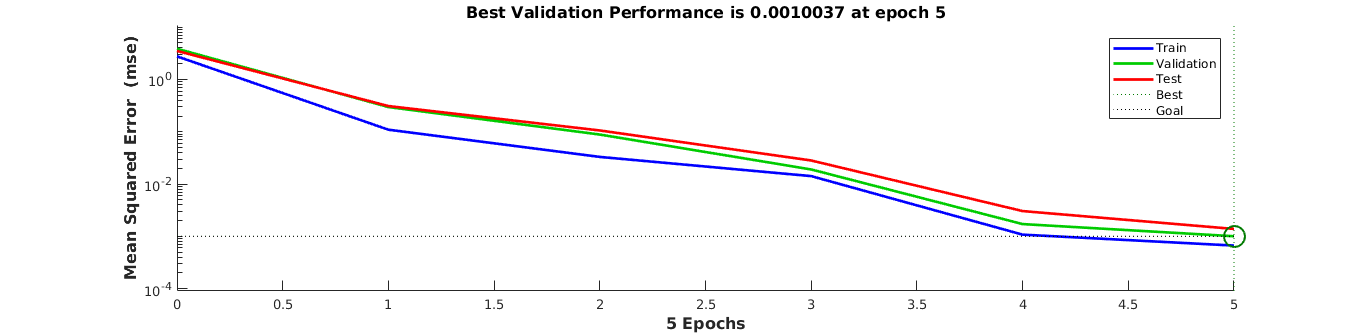 Best Validation Performance is 0.0010037 at epoch 5
Mean Squared Error (mse)
10^0
10^-2
10^-4
Train
Validation
Test
Best
Goal
0 0.5 1 1.5 2 2.5 3 3.5 4 4.5 5
5 Epochs